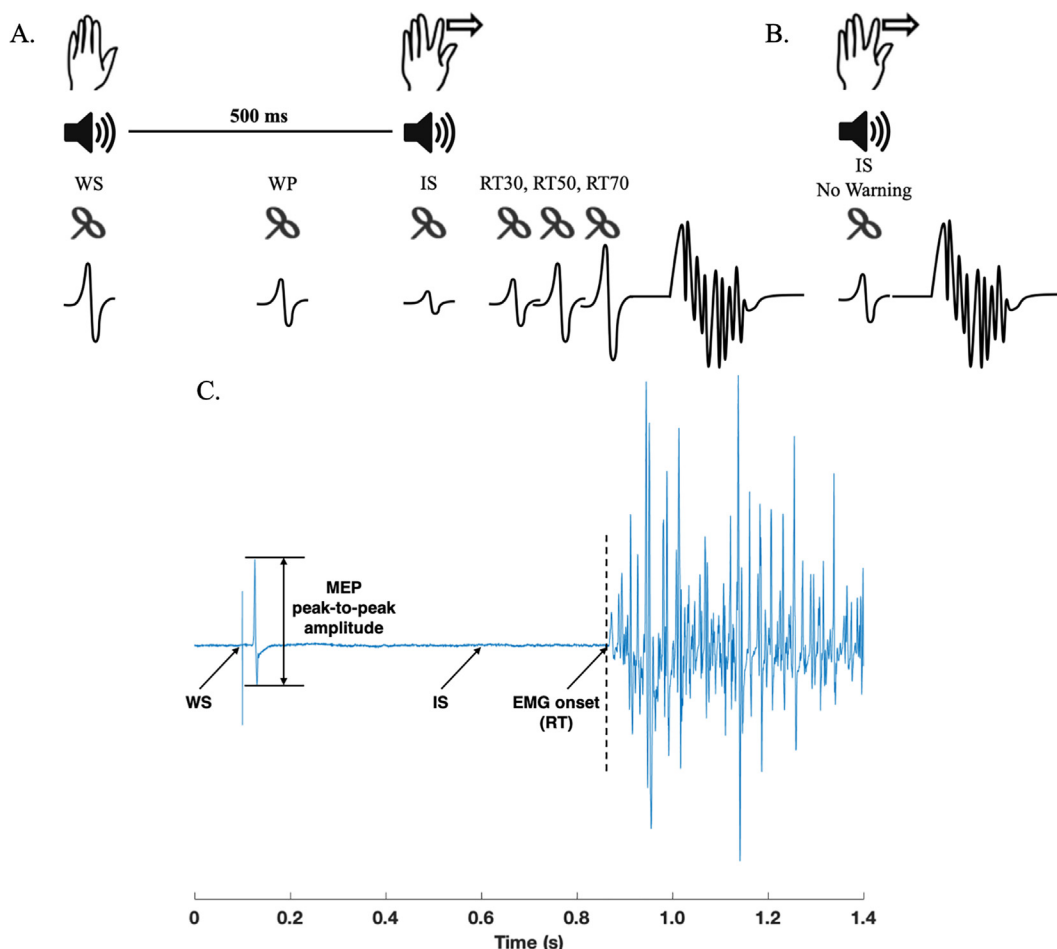 A.
B.
500 ms
WS
WP
IS
RT30, RT50, RT70
IS
No Warning
C.
MEP
peak-to-peak
amplitude
WS
IS
EMG onset
(RT)
0
0.2
0.4
0.6
0.8
1.0
1.2
1.4
Time (s)